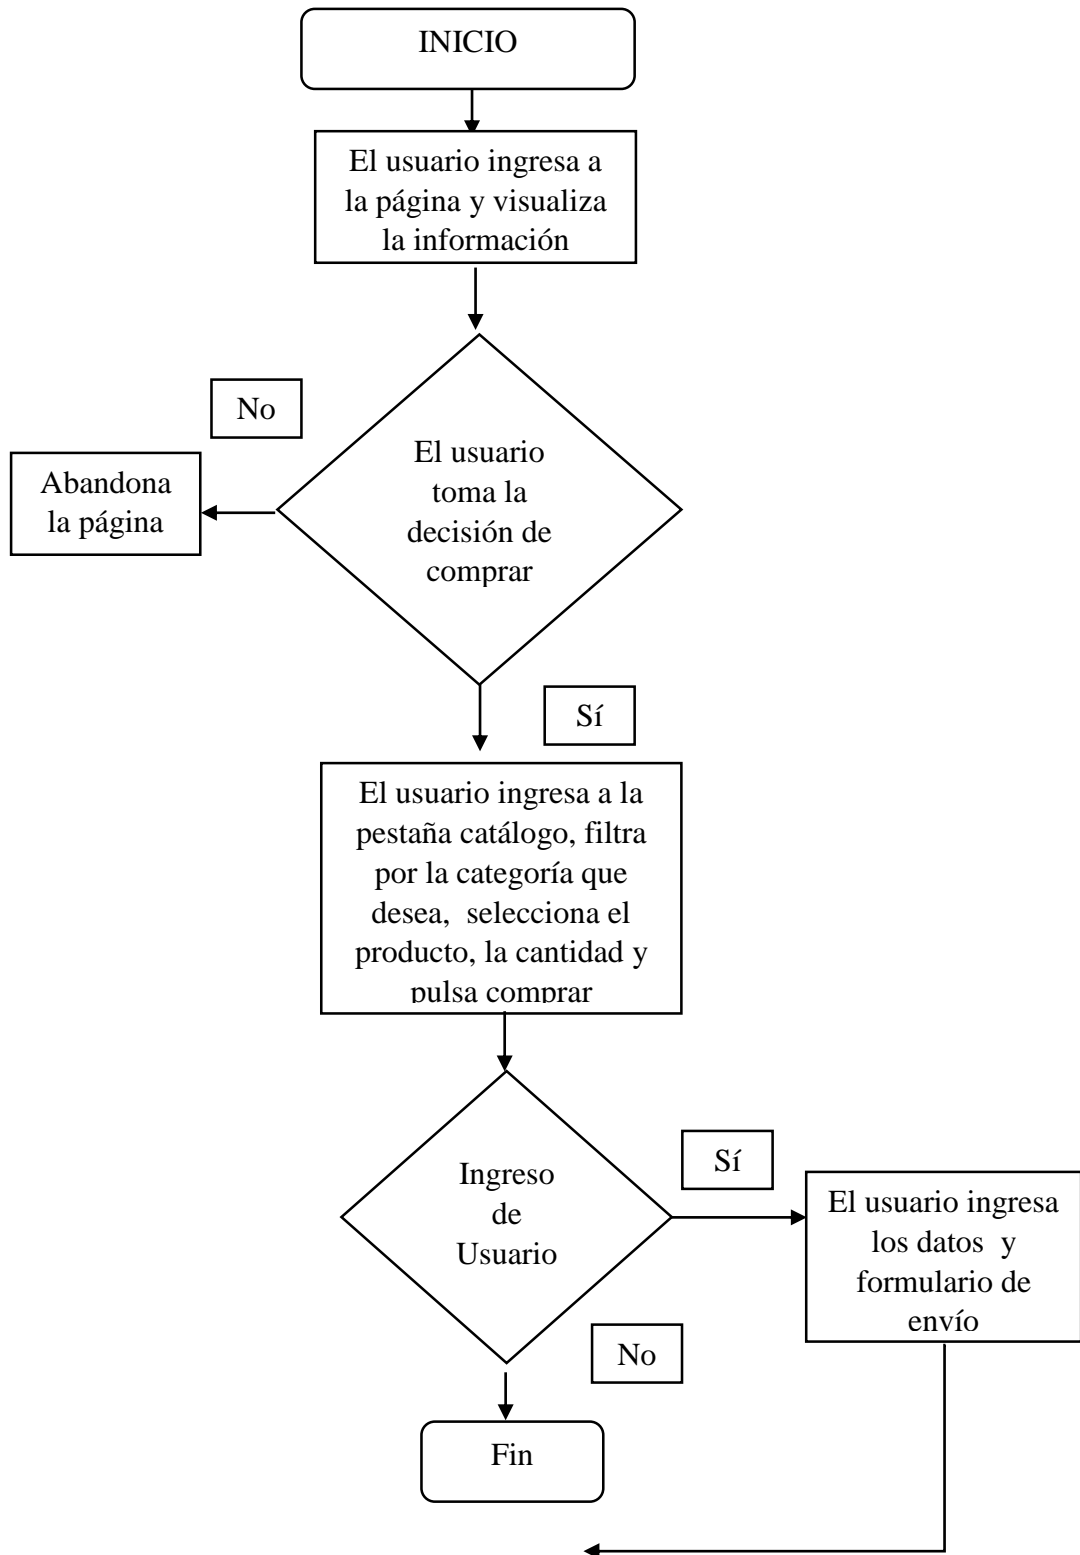 INICIO
El usuario ingresa a
la página y visualiza
la información
No
El usuario
toma la
decisión de
comprar
Abandona
la página
Sí
El usuario ingresa a la
pestaña catálogo, filtra
por la categoría que
desea, selecciona el
producto, la cantidad y
pulsa comprar
Ingreso
de
Usuario
Sí
El usuario ingresa
los datos y
formulario de
envío
No
Fin